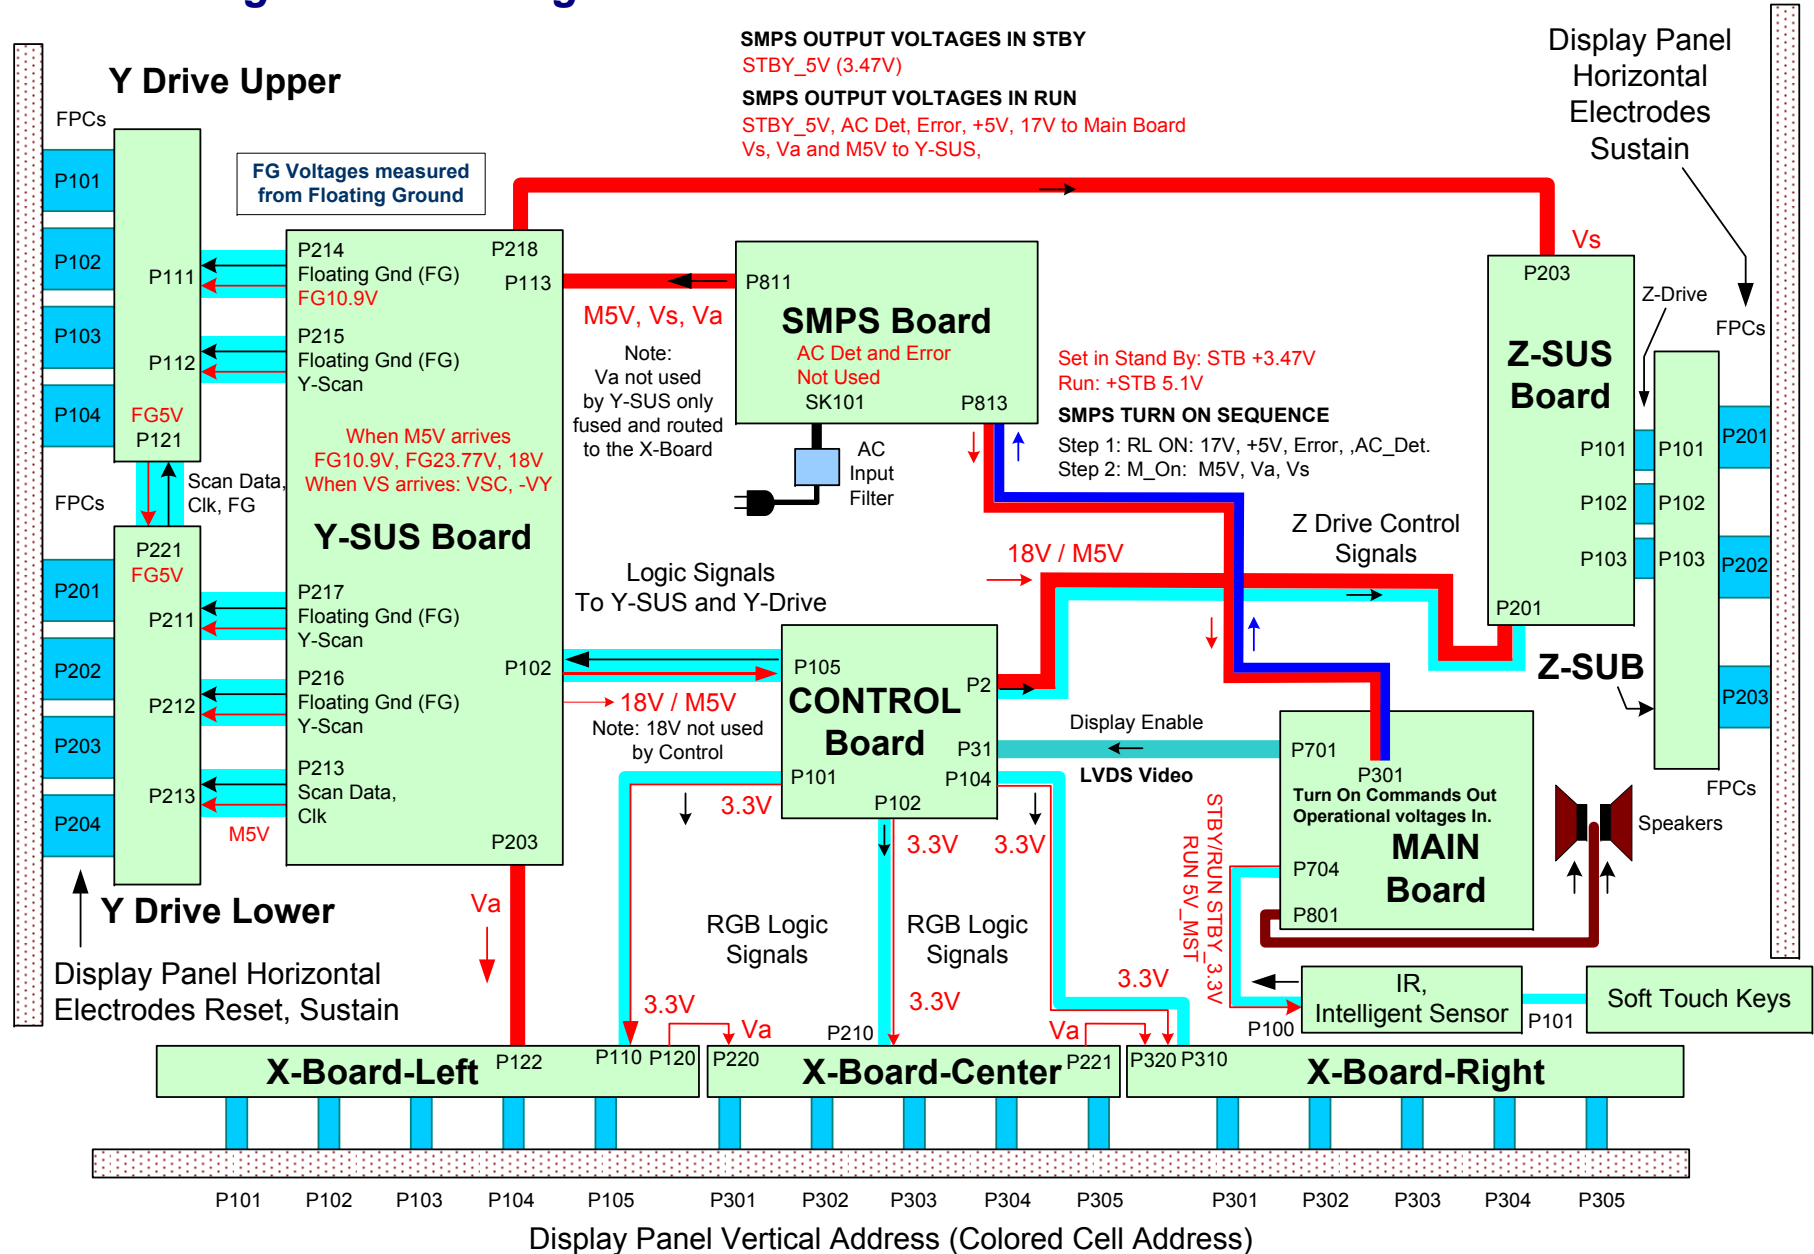 SMPS OUTPUT VOLTAGES IN STBY
STBY_5V (3.47V)
SMPS OUTPUT VOLTAGES IN RUN
STBY_5V, AC Det, Error, +5V, 17V to Main Board
Vs, Va and M5V to Y-SUS,
Display Panel
Horizontal
Electrodes
Sustain
Y Drive Upper
FPCs
P101
P102
P103
P104
P111
P112
FG5V
P121
FG Voltages measured
from Floating Ground
P214
Floating Gnd (FG)
FG10.9V
P215
Floating Gnd (FG)
Y-Scan
P218
P113
When M5V arrives
FG10.9V, FG23.77V, 18V
When VS arrives: VSC, -VY
Y-SUS Board
P217
Floating Gnd (FG)
Y-Scan
P216
Floating Gnd (FG)
Y-Scan
P213
Scan Data,
Clk
P102
P203
Scan Data,
Clk, FG
FPCs
P201
P202
P203
P204
P221
FG5V
P211
P212
P213
M5V
Y Drive Lower
Display Panel Horizontal
Electrodes Reset, Sustain
M5V, Vs, Va
Note:
Va not used
by Y-SUS only
fused and routed
to the X-Board
P811
SMPS Board
AC Det and Error
Not Used
SK101
P813
AC
Input
Filter
Set in Stand By: STB +3.47V
Run: +STB 5.1V
SMPS TURN ON SEQUENCE
Step 1: RL ON: 17V, +5V, Error, ,AC_Det.
Step 2: M_On: M5V, Va, Vs
Vs
P203
Z-SUS
Board
P101
P102
P103
P201
Z-Drive
FPCs
P101
P102
P103
P201
P202
P203
Z-SUB
FPCs
Z Drive Control
Signals
18V / M5V
Logic Signals
To Y-SUS and Y-Drive
18V / M5V
Note: 18V not used
by Control
P105
CONTROL
Board
P2
P31
P101
P104
P102
Display Enable
LVDS Video
P701
P301
Turn On Commands Out
Operational voltages In.
MAIN
Board
P704
P801
Speakers
STBY/RUN STBY_3.3V
RUN 5V_MST
IR,
Intelligent Sensor
P100
P101
Soft Touch Keys
Va
3.3V
3.3V
3.3V
RGB Logic
Signals
RGB Logic
Signals
3.3V
3.3V
3.3V
Va
P210
Va
X-Board-Left
P122
P110
P120
P220
X-Board-Center
P221
P320
P310
X-Board-Right
P101
P102
P103
P104
P105
P301
P302
P303
P304
P305
P301
P302
P303
P304
P305
Display Panel Vertical Address (Colored Cell Address)